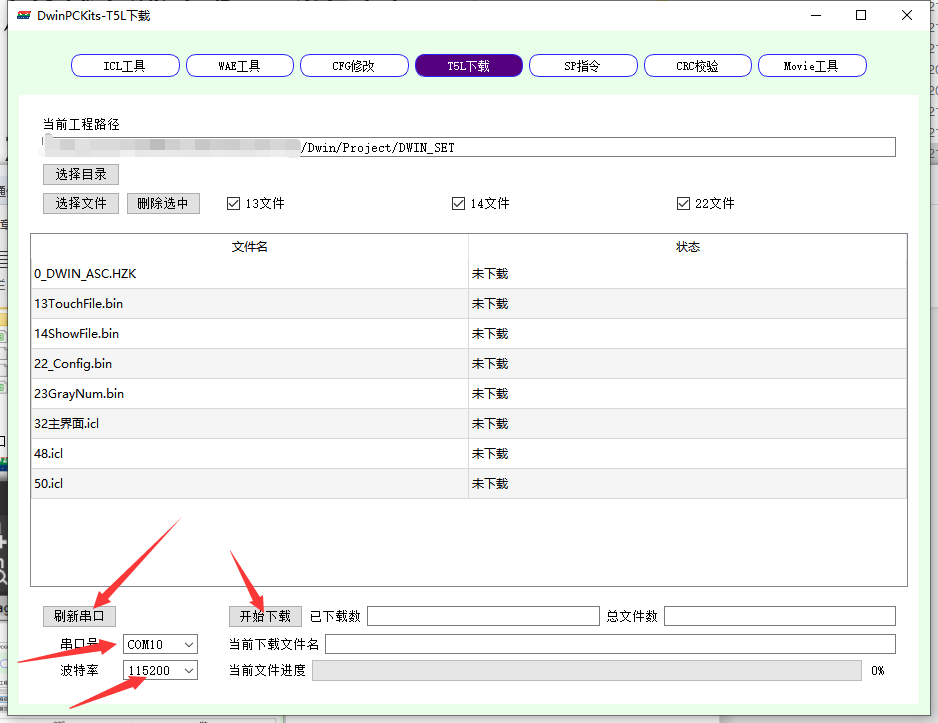 DwinPCKits-T5L下载
ICL工具 WAE工具 CFG修改 T5L下载 SP指令 CRC校验 Movie工具
当前工程路径
/Dwin/Project/DWIN_SET
选择目录
选择文件 删除选中 13文件 14文件 22文件
文件名 状态
0_DWIN_ASC.HZK 未下载
13TouchFile.bin 未下载
14ShowFile.bin 未下载
22_Config.bin 未下载
23GrayNum.bin 未下载
32主界面.icl 未下载
48.icl 未下载
50.icl 未下载
刷新串口 开始下载 已下载数 总文件数
串口号 COM10 当前下载文件名
波特率 115200 当前文件进度 0%